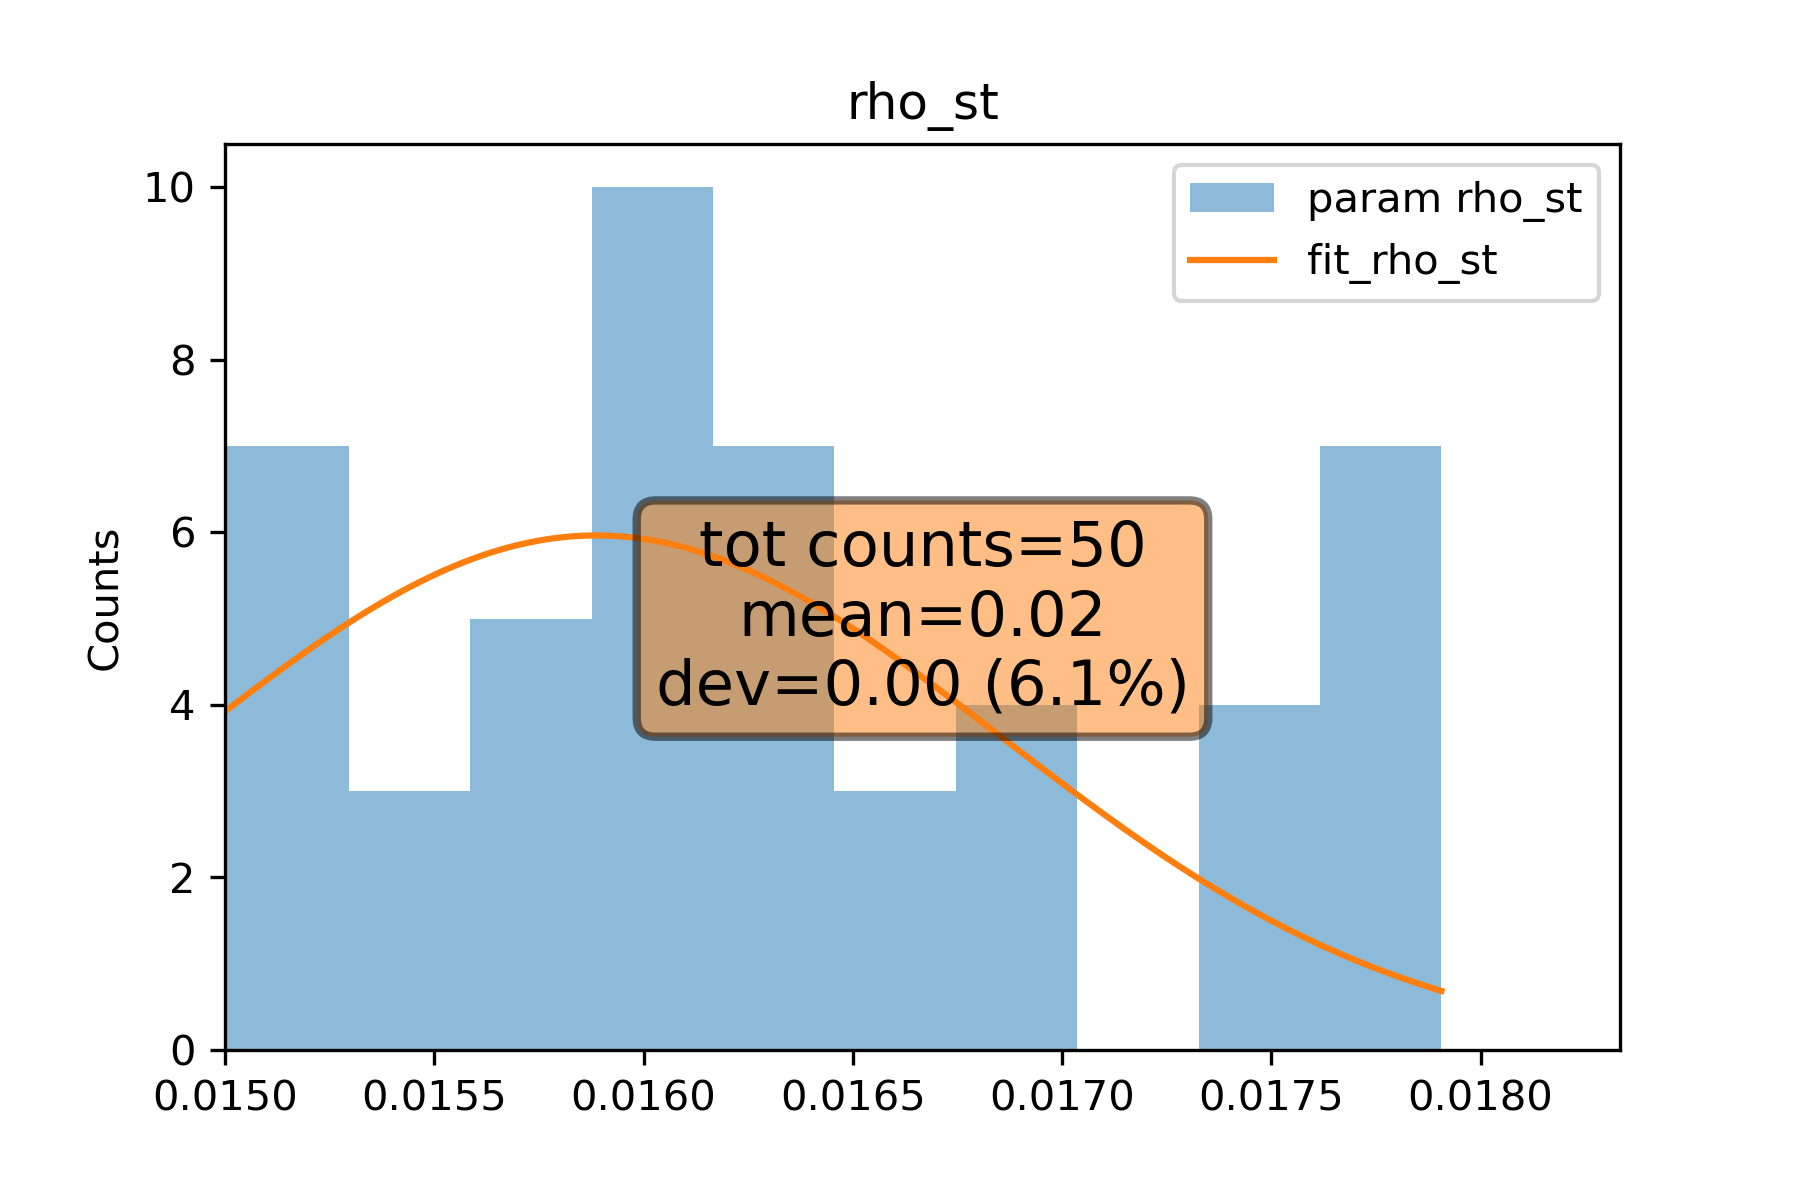 rho_st
param rho_st
fit_rho_st
10
8
6
4
2
0
Counts
tot counts=50
mean=0.02
dev=0.00 (6.1%)
0.0150 0.0155 0.0160 0.0165 0.0170 0.0175 0.0180